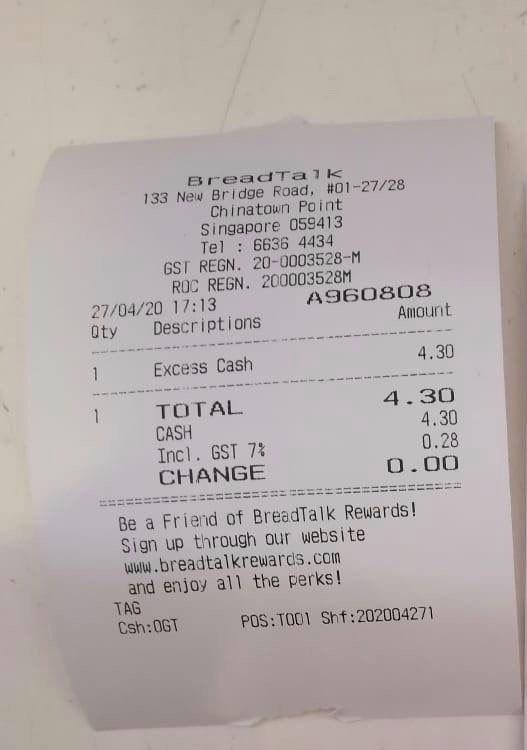 BreadTalk
133 New Bridge Road, #01-27/28
Chinatown Point
Singapore 059413
Tel : 6636 4434
GST REGN. 20-0003528-M
ROC REGN. 200003528M
27/04/20 17:13 A960808
Qty Descriptions Amount
1 Excess Cash 4.30
1 TOTAL 4.30
CASH 4.30
Incl. GST 7% 0.28
CHANGE 0.00
Be a Friend of BreadTalk Rewards!
Sign up through our website
www.breadtalkrewards.com
and enjoy all the perks!
TAG
Csh:OGT POS:T001 Shf:202004271